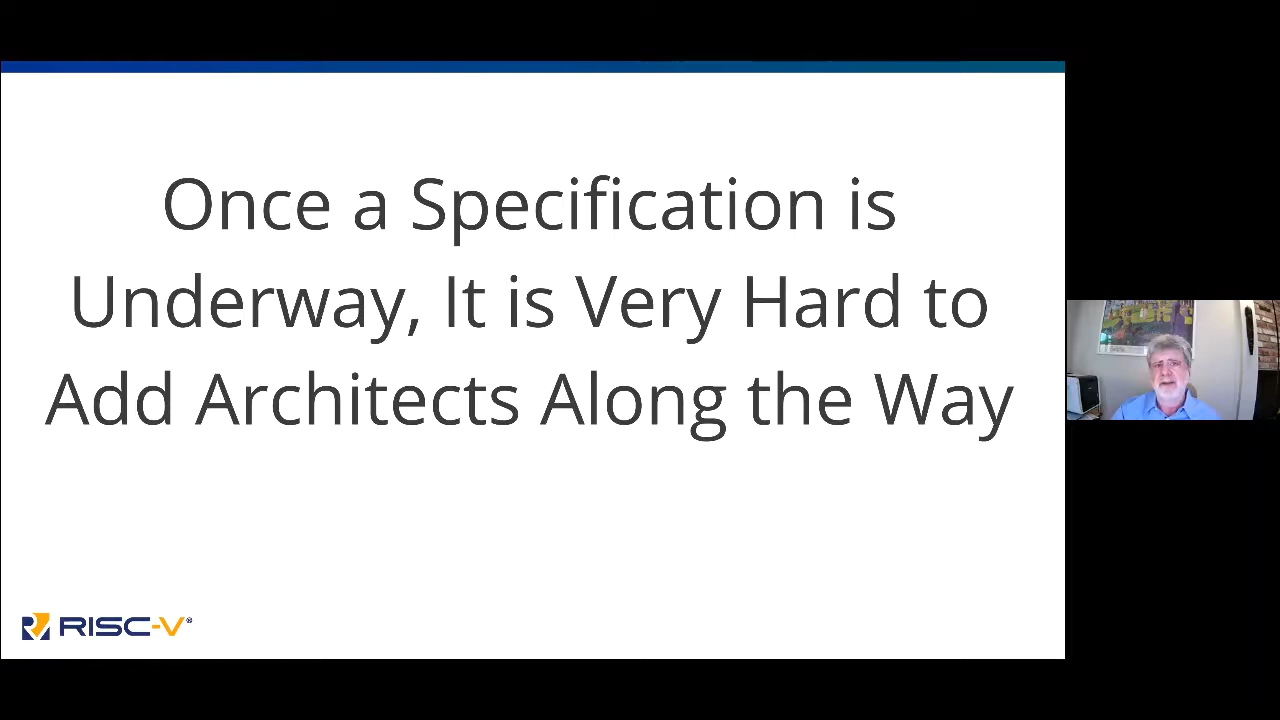 Once a Specification is
Underway, It is Very Hard to
Add Architects Along the Way
RISC-V®